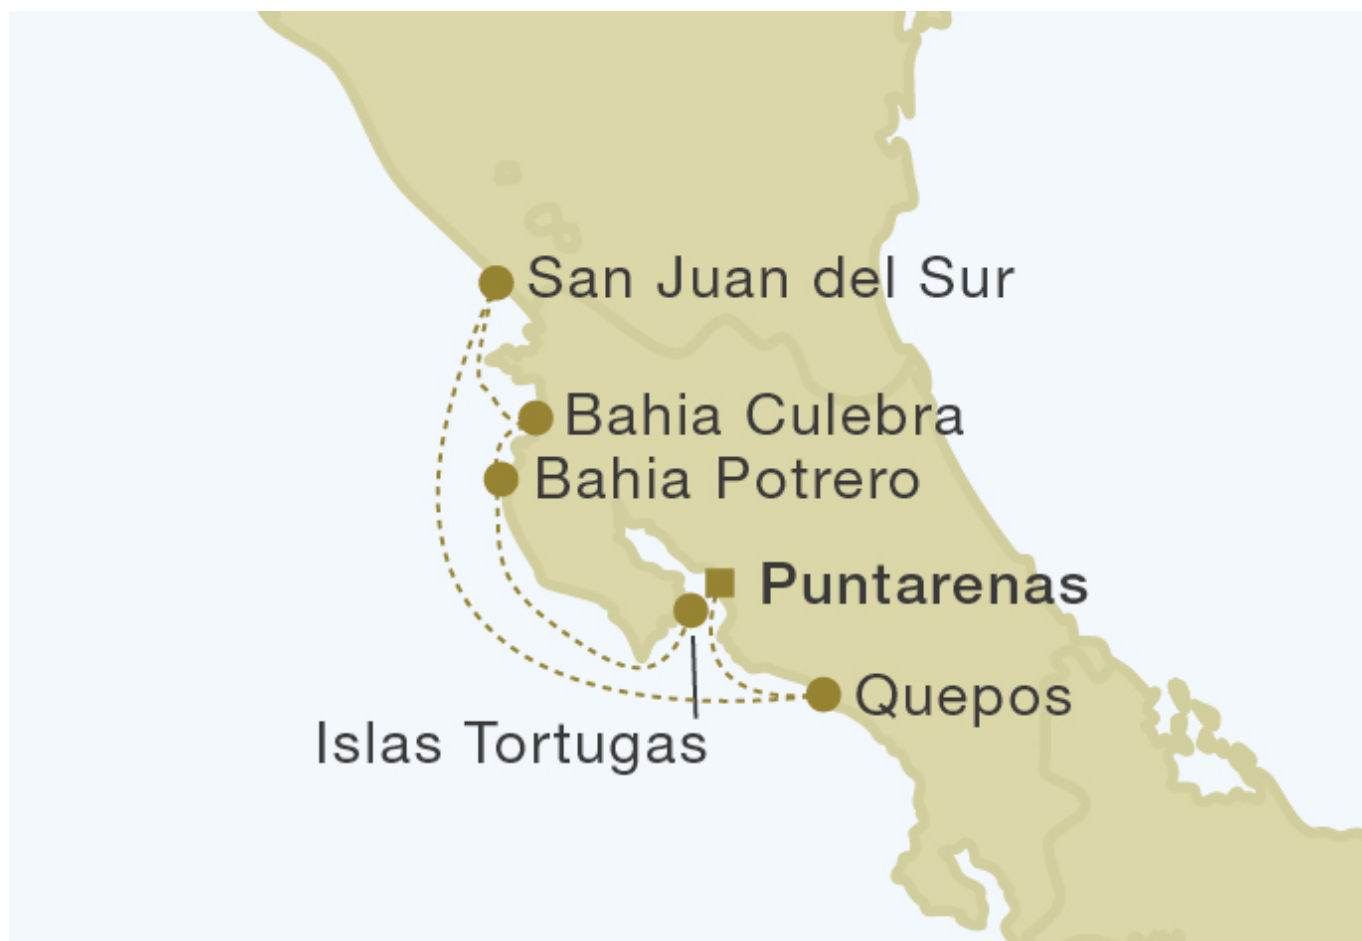 San Juan del Sur
Bahia Culebra
Bahia Potrero
Puntarenas
Quepos
Islas Tortugas